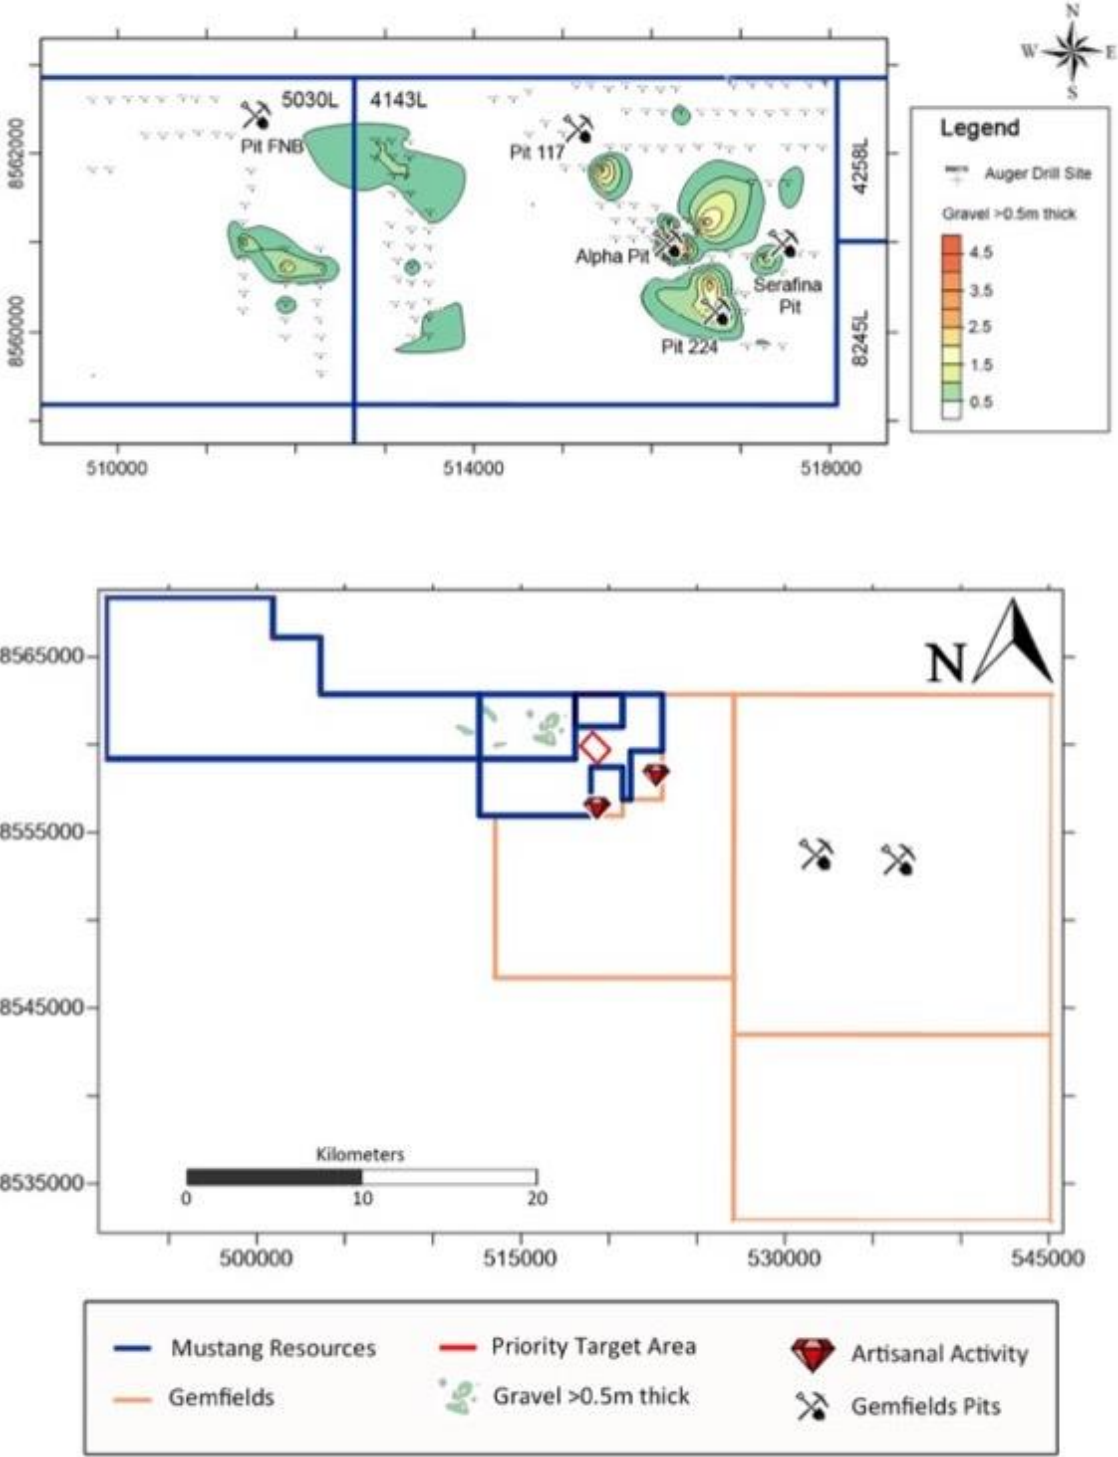 N
W E
S
5030L 4143L
Pit FNB
Pit 117
Alpha Pit
Serafina
Pit
Pit 224
4258L
8245L
8562000
8560000
510000 514000 518000
Legend
Auger Drill Site
Gravel >0.5m thick
4.5
3.5
2.5
1.5
0.5
N
8565000
8555000
8545000
8535000
Kilometers
0 10 20
500000 515000 530000 545000
Mustang Resources Priority Target Area Artisanal Activity
Gemfields Gravel >0.5m thick Gemfields Pits